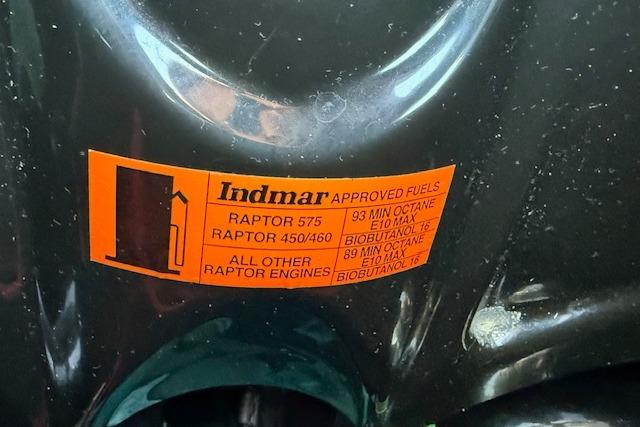 Indmar APPROVED FUELS
RAPTOR 575
RAPTOR 450/460
93 MIN OCTANE
E10 MAX
BIOBUTANOL 16
ALL OTHER
RAPTOR ENGINES
89 MIN OCTANE
E10 MAX
BIOBUTANOL 16